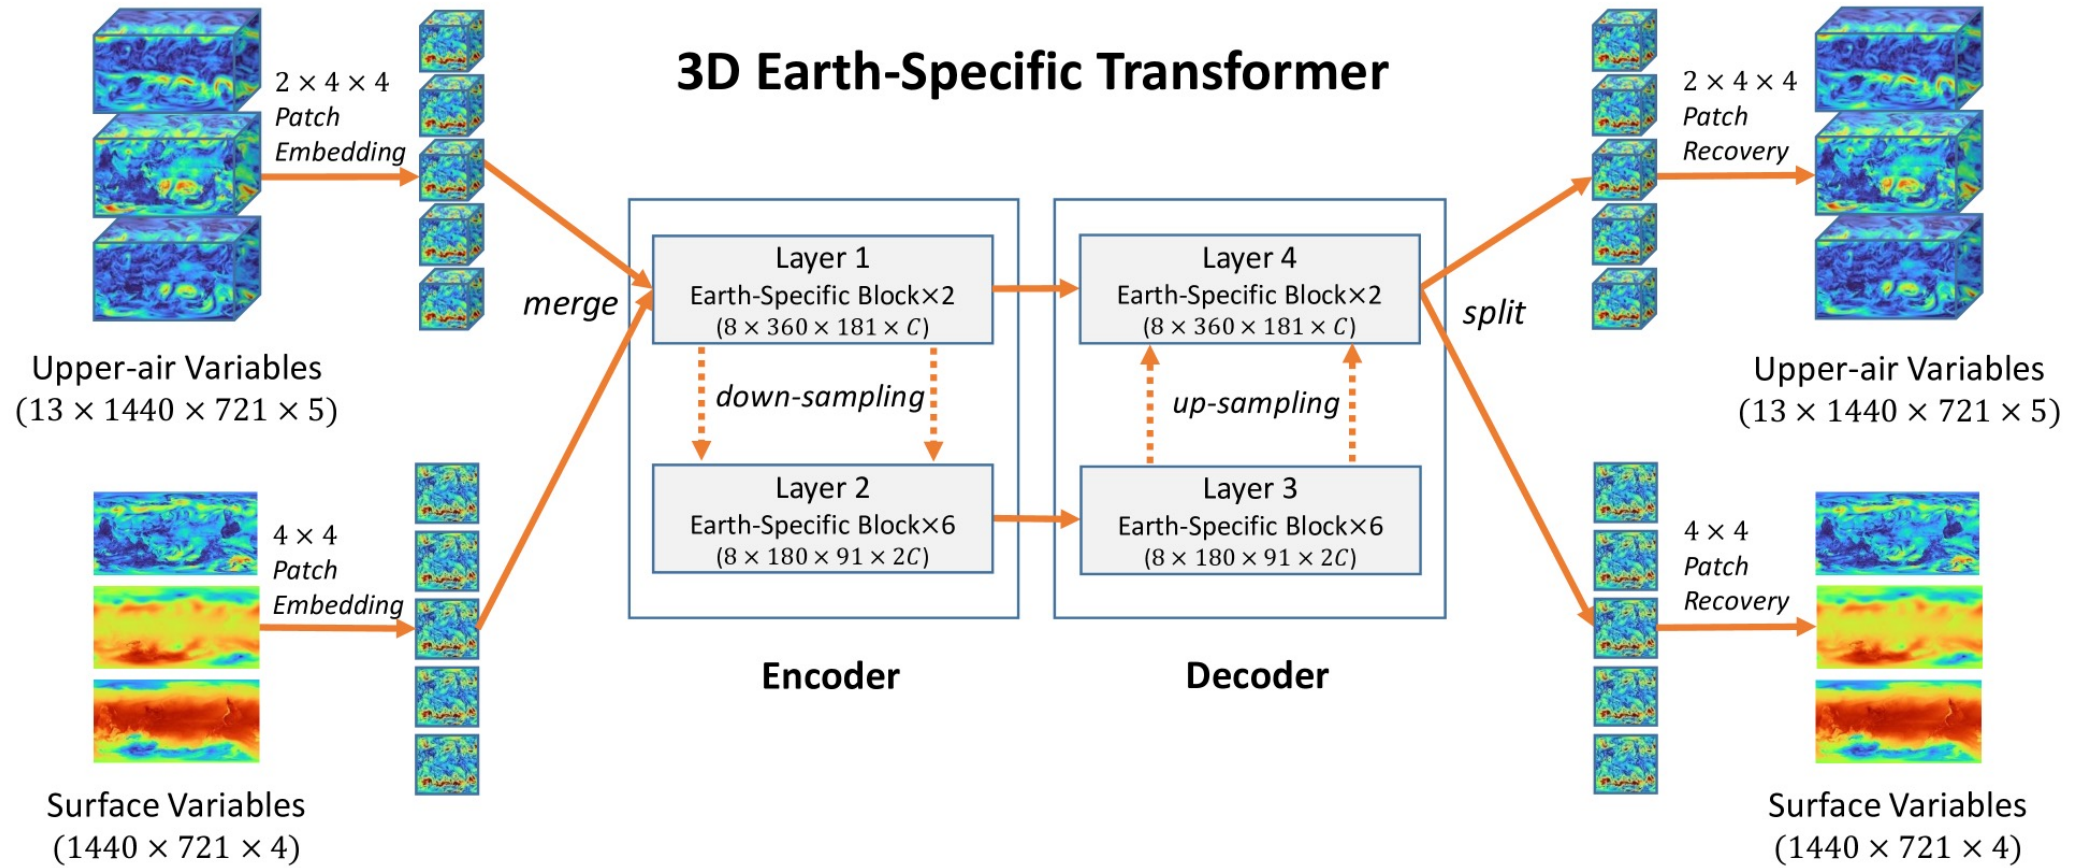 3D Earth-Specific Transformer
2 × 4 × 4
Patch
Embedding
Upper-air Variables
(13 × 1440 × 721 × 5)
4 × 4
Patch
Embedding
Surface Variables
(1440 × 721 × 4)
merge
Layer 1
Earth-Specific Block×2
(8 × 360 × 181 × C)
down-sampling
Layer 2
Earth-Specific Block×6
(8 × 180 × 91 × 2C)
Encoder
Layer 4
Earth-Specific Block×2
(8 × 360 × 181 × C)
up-sampling
Layer 3
Earth-Specific Block×6
(8 × 180 × 91 × 2C)
Decoder
split
2 × 4 × 4
Patch
Recovery
Upper-air Variables
(13 × 1440 × 721 × 5)
4 × 4
Patch
Recovery
Surface Variables
(1440 × 721 × 4)